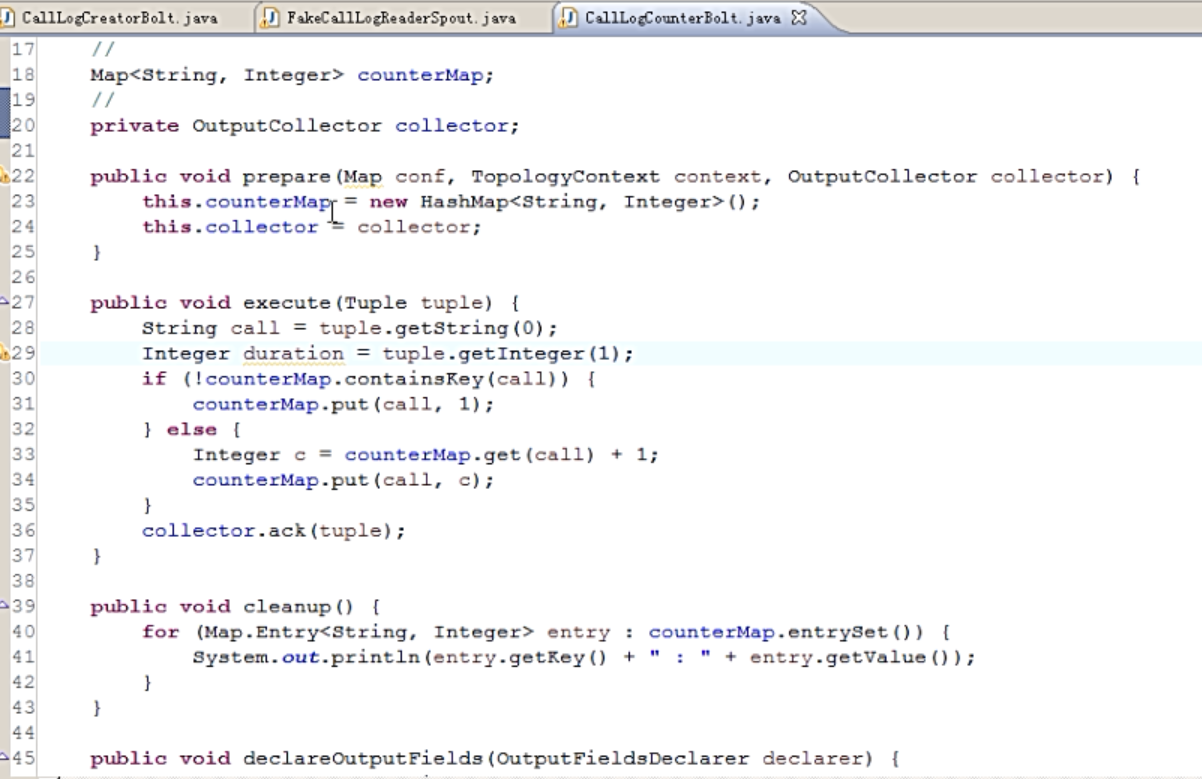 CallLogCreatorBolt.java FakeCallLogReaderSpout.java CallLogCounterBolt.java
17 //
18 Map<String, Integer> counterMap;
19 //
20 private OutputCollector collector;
21
22 public void prepare(Map conf, TopologyContext context, OutputCollector collector) {
23 this.counterMap = new HashMap<String, Integer>();
24 this.collector = collector;
25 }
26
27 public void execute(Tuple tuple) {
28 String call = tuple.getString(0);
29 Integer duration = tuple.getInteger(1);
30 if (!counterMap.containsKey(call)) {
31 counterMap.put(call, 1);
32 } else {
33 Integer c = counterMap.get(call) + 1;
34 counterMap.put(call, c);
35 }
36 collector.ack(tuple);
37 }
38
39 public void cleanup() {
40 for (Map.Entry<String, Integer> entry : counterMap.entrySet()) {
41 System.out.println(entry.getKey() + " : " + entry.getValue());
42 }
43 }
44
45 public void declareOutputFields(OutputFieldsDeclarer declarer) {